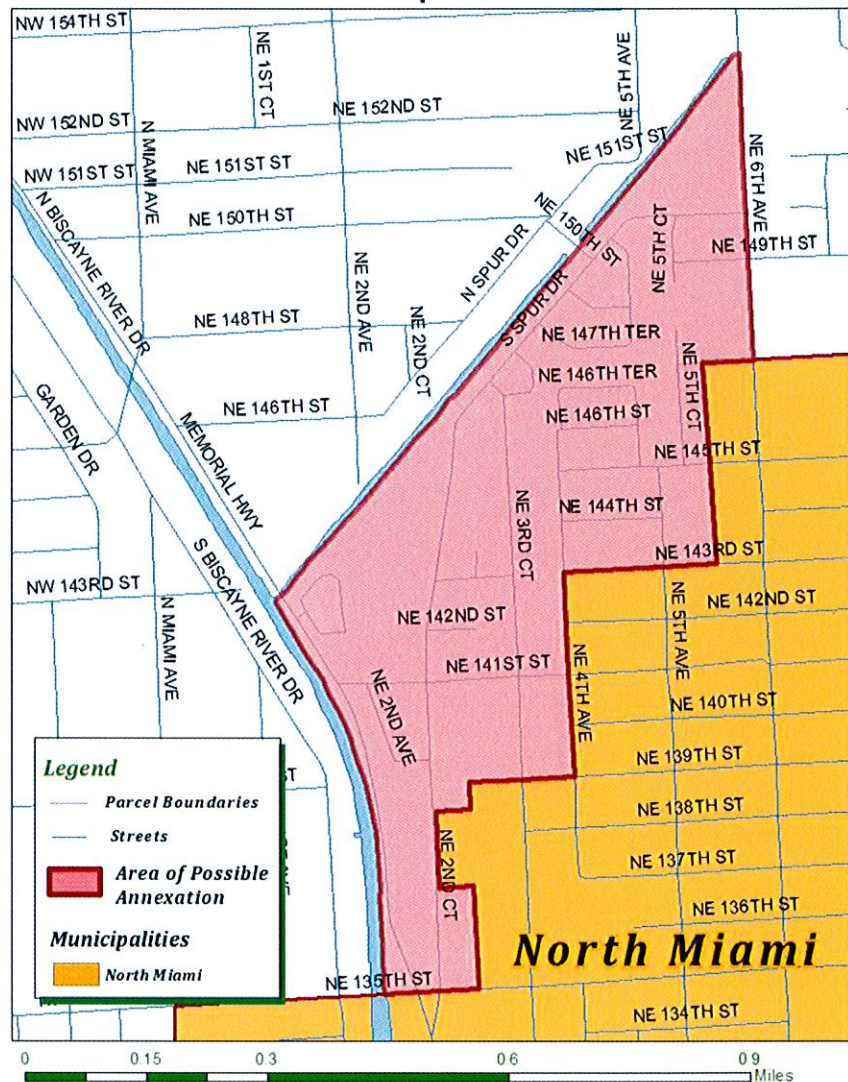 NW 154TH ST
NE 1ST CT
NE 5TH AVE
NW 152ND ST
N MIAMI AVE
NE 152ND ST
NE 151ST ST
NW 151ST ST
NE 151ST ST
NE 6TH AVE
N BISCAYNE RIVER DR
NE 150TH ST
NE 150TH ST
N SPUR DR
NE 5TH CT
NE 149TH ST
NE 2ND AVE
NE 148TH ST
NE 2ND CT
S SPUR DR
NE 147TH TER
NE 146TH TER
NE 5TH CT
GARDEN DR
MEMORIAL HWY
NE 146TH ST
NE 146TH ST
NE 145TH ST
NE 3RD CT
NE 144TH ST
S BISCAYNE RIVER DR
NE 143RD ST
NW 143RD ST
N MIAMI AVE
NE 142ND ST
NE 5TH AVE
NE 142ND ST
NE 141ST ST
NE 4TH AVE
NE 2ND AVE
NE 140TH ST
NE 139TH ST
NE 138TH ST
NE 2ND CT
NE 137TH ST
NE 136TH ST
Legend
Parcel Boundaries
Streets
ST
Area of Possible
Annexation
Municipalities
North Miami
North Miami
NE 135TH ST
NE 134TH ST
0 0.15 0.3 0 6 0 9
Miles